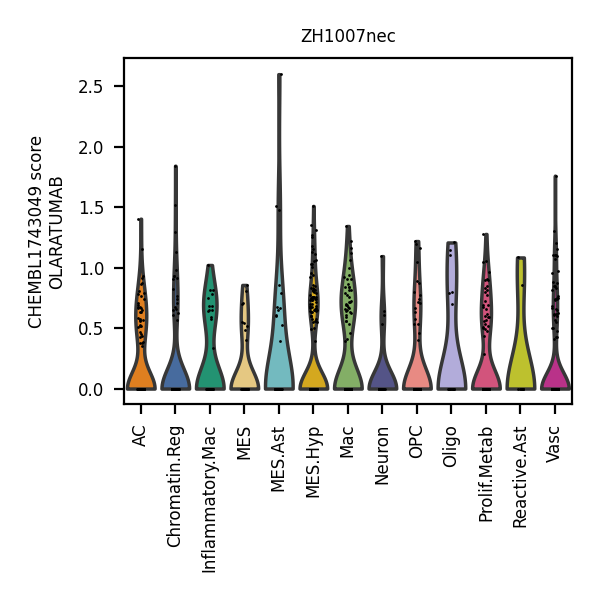 ZH1007nec
CHEMBL1743049 score
OLARATUMAB
2.5
2.0
1.5
1.0
0.5
0.0
AC
Chromatin.Reg
Inflammatory.Mac
MES
MES.Ast
MES.Hyp
Mac
Neuron
OPC
Oligo
Prolif.Metab
Reactive.Ast
Vasc